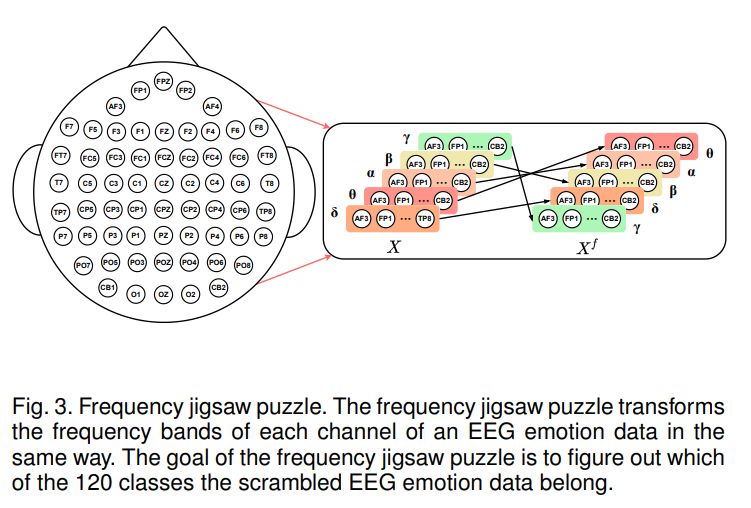 FP1 FPZ FP2
AF3 AF4
F7 F5 F3 F1 FZ F2 F4 F6 F8
FT7 FC5 FC3 FC1 FCZ FC2 FC4 FC6 FT8
T7 C5 C3 C1 CZ C2 C4 C6 T8
TP7 CP5 CP3 CP1 CPZ CP2 CP4 CP6 TP8
P7 P5 P3 P1 PZ P2 P4 P6 P8
PO7 PO5 PO3 POZ PO4 PO6 PO8
CB1 O1 OZ O2 CB2
γ AF3 FP1 ... CB2
β AF3 FP1 ... CB2
α AF3 FP1 ... CB2
θ AF3 FP1 ... CB2
δ AF3 FP1 ... TP8
X
AF3 FP1 ... CB2 θ
AF3 FP1 ... CB2 α
AF3 FP1 ... CB2 β
AF3 FP1 ... CB2 δ
AF3 FP1 ... CB2 γ
X^f
Fig. 3. Frequency jigsaw puzzle. The frequency jigsaw puzzle transforms
the frequency bands of each channel of an EEG emotion data in the
same way. The goal of the frequency jigsaw puzzle is to figure out which
of the 120 classes the scrambled EEG emotion data belong.